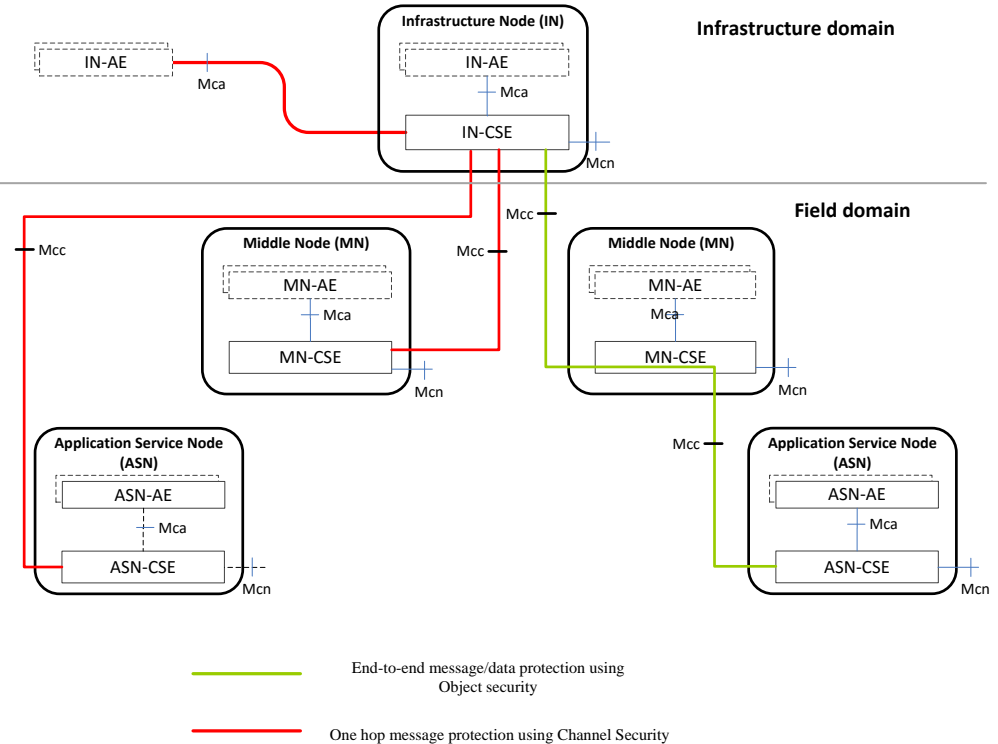 Infrastructure Node (IN)
Infrastructure domain
IN-AE
IN-AE
Mca
Mca
IN-CSE
Mcn
Field domain
Mcc
Mcc
Mcc
Middle Node (MN)
Middle Node (MN)
MN-AE
MN-AE
Mca
Mca
MN-CSE
MN-CSE
Mcn
Mcn
Mcc
Application Service Node
(ASN)
Application Service Node
(ASN)
ASN-AE
ASN-AE
Mca
Mca
ASN-CSE
ASN-CSE
Mcn
Mcn
End-to-end message/data protection using
Object security
One hop message protection using Channel Security